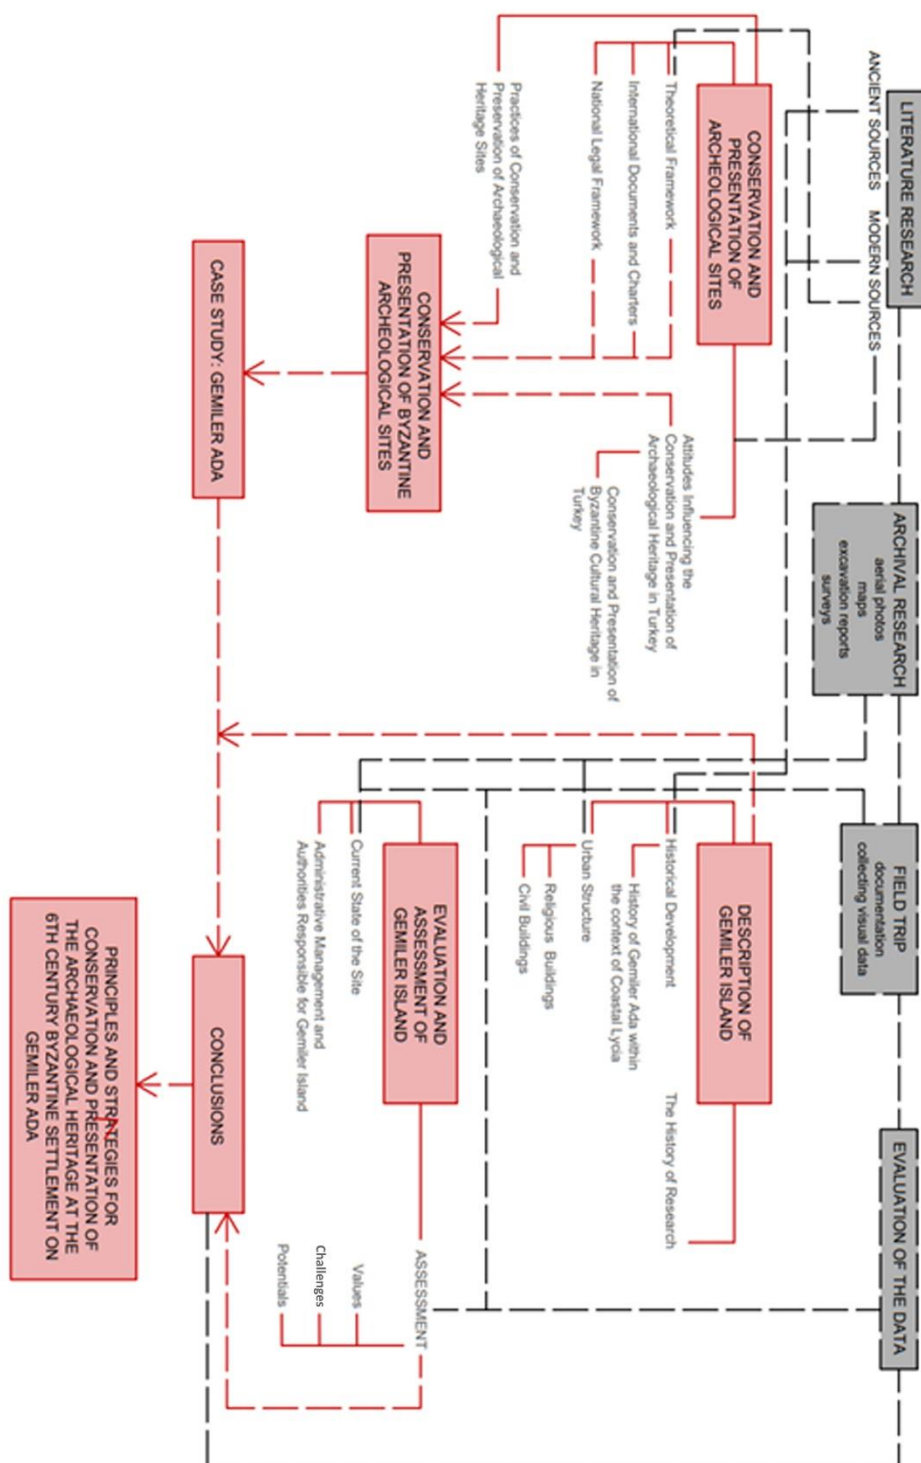 LITERATURE RESEARCH
ANCIENT SOURCES
MODERN SOURCES
ARCHIVAL RESEARCH
aerial photos
maps
excavation reports
surveys
FIELD TRIP
documentation
collecting visual data
EVALUATION OF THE DATA
CONSERVATION AND
PRESENTATION OF
ARCHEOLOGICAL SITES
Theoretical Framework
International Documents and Charters
National Legal Framework
Practices of Conservation and
Preservation of Archaeological
Heritage Sites
Attitudes Influencing the
Conservation and Presentation of
Archaeological Heritage in Turkey
Conservation and Presentation of
Byzantine Cultural Heritage in
Turkey
CONSERVATION AND
PRESENTATION OF BYZANTINE
ARCHEOLOGICAL SITES
CASE STUDY: GEMILER ADA
DESCRIPTION OF
GEMILER ISLAND
Historical Development
History of Gemiler Ada within
the context of Coastal Lycia
Urban Structure
Religious Buildings
Civil Buildings
The History of Research
EVALUATION AND
ASSESSMENT OF
GEMILER ISLAND
Current State of the Site
Administrative Management and
Authorities Responsible for Gemiler Island
ASSESSMENT
Values
Challenges
Potentials
CONCLUSIONS
PRINCIPLES AND STRATEGIES FOR
CONSERVATION AND PRESENTATION OF
THE ARCHAEOLOGICAL HERITAGE AT THE
6TH CENTURY BYZANTINE SETTLEMENT ON
GEMILER ADA